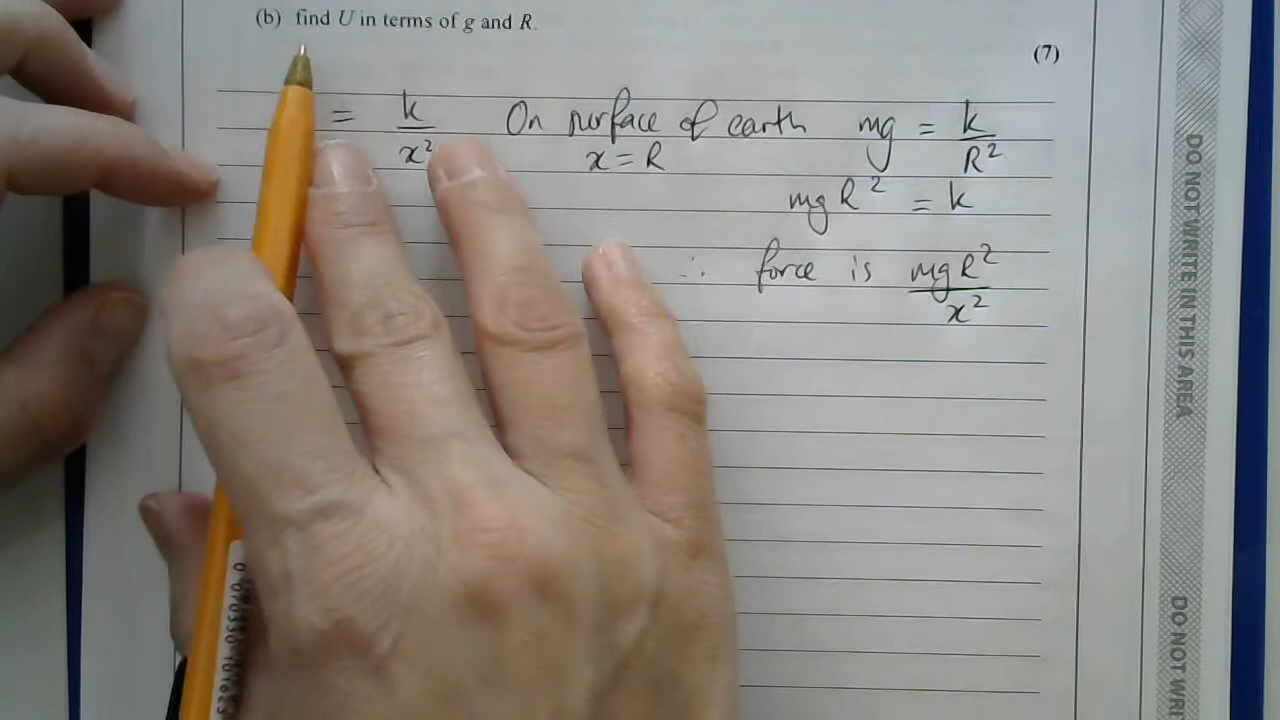 (b) find U in terms of g and R.
(7)
= k/x² On surface of earth mg = k/R²
x = R
mgR² = k
∴ force is mgR²/x²
DO NOT WRITE IN THIS AREA
DO NOT WRI